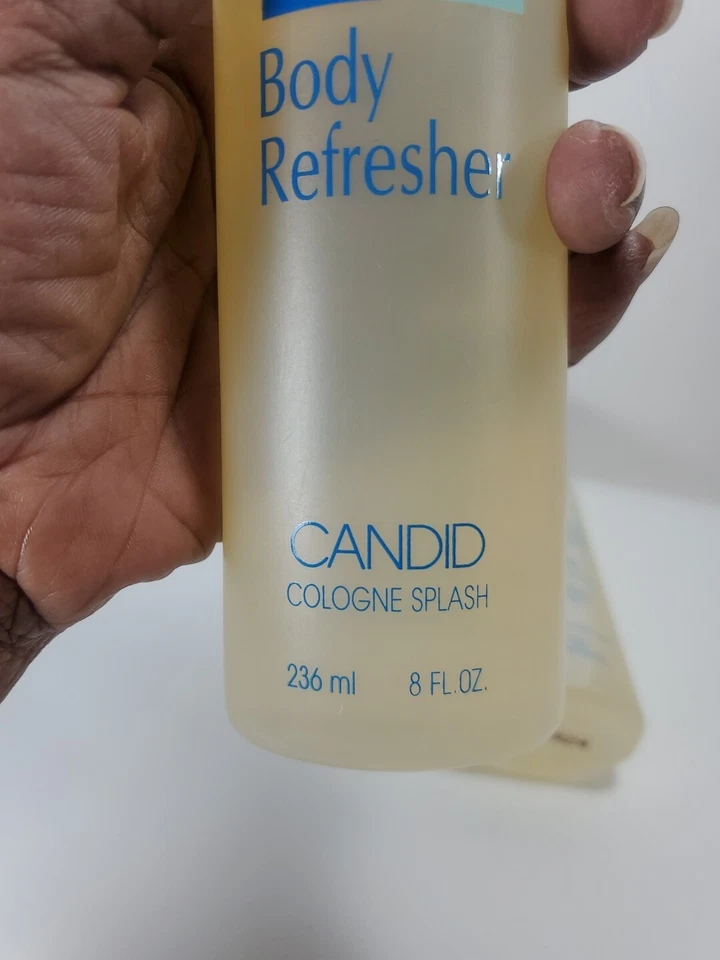 Body
Refresher
CANDID
COLOGNE SPLASH
236 ml 8 FL.OZ.